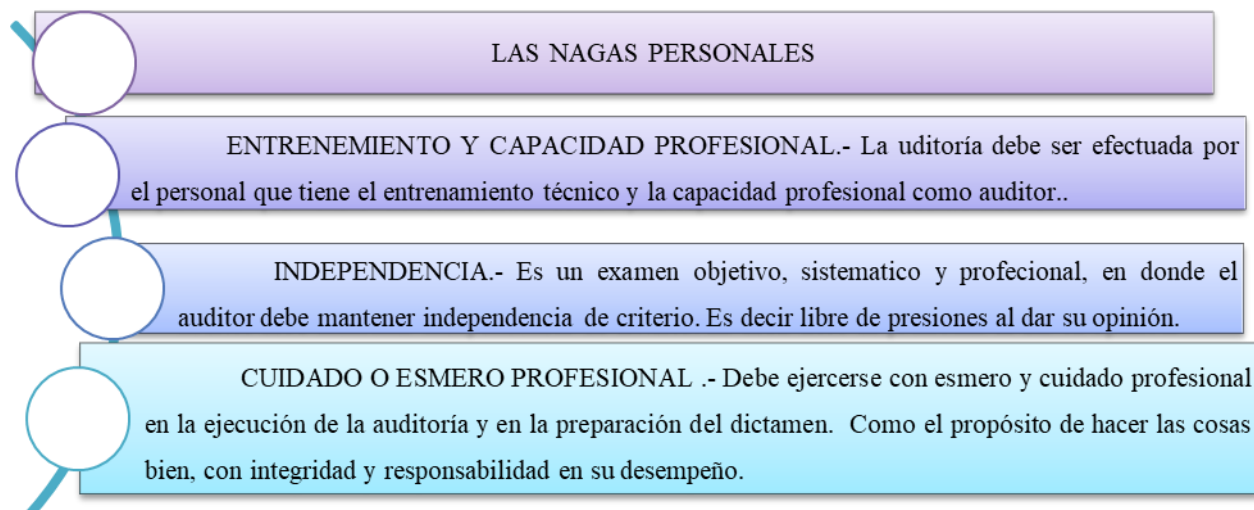 LAS NAGAS PERSONALES
ENTRENEMIENTO Y CAPACIDAD PROFESIONAL.- La uditoría debe ser efectuada por
el personal que tiene el entrenamiento técnico y la capacidad profesional como auditor..
INDEPENDENCIA.- Es un examen objetivo, sistematico y profecional, en donde el
auditor debe mantener independencia de criterio. Es decir libre de presiones al dar su opinión.
CUIDADO O ESMERO PROFESIONAL .- Debe ejercerse con esmero y cuidado profesional
en la ejecución de la auditoría y en la preparación del dictamen. Como el propósito de hacer las cosas
bien, con integridad y responsabilidad en su desempeño.